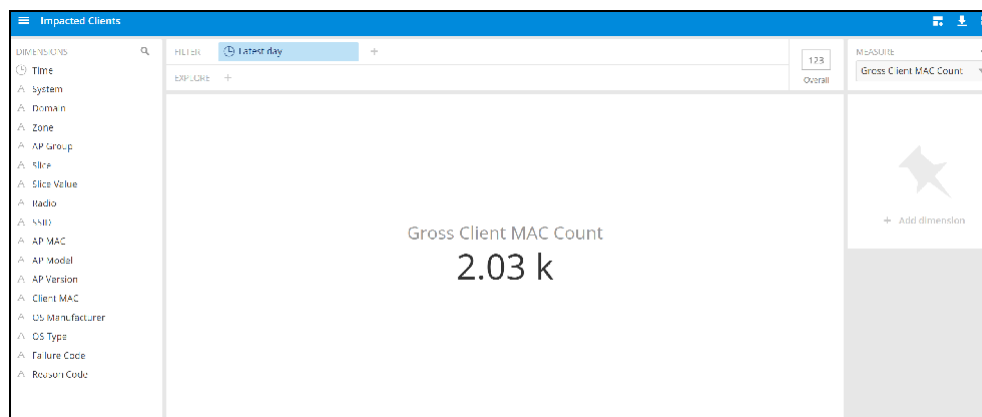 Impacted Clients
DIMENSIONS
Time
System
Domain
Zone
AP Group
Slice
Slice Value
Radio
SSID
AP MAC
AP Model
AP Version
Client MAC
OS Manufacturer
OS Type
Failure Code
Reason Code
FILTER Latest day +
EXPLORE +
123
Overall
MEASURE
Gross Client MAC Count
Gross Client MAC Count
2.03 k
+ Add dimension